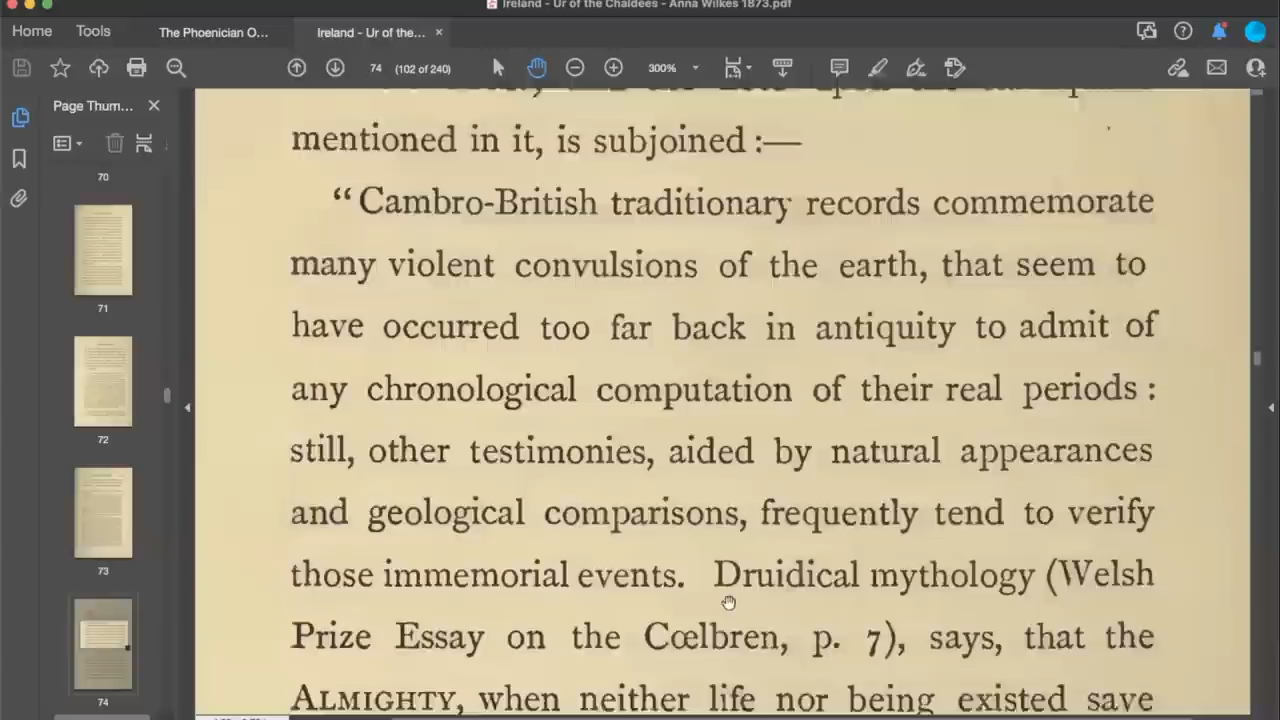 Ireland - Ur of the Chaldees - Anna Wilkes 1873.pdf
Home Tools The Phoenician O... Ireland - Ur of the... ×
74 (102 of 240) 300%
Page Thum...
70
71
72
73
74
mentioned in it, is subjoined :—
“Cambro-British traditionary records commemorate
many violent convulsions of the earth, that seem to
have occurred too far back in antiquity to admit of
any chronological computation of their real periods :
still, other testimonies, aided by natural appearances
and geological comparisons, frequently tend to verify
those immemorial events. Druidical mythology (Welsh
Prize Essay on the Cœlbren, p. 7), says, that the
ALMIGHTY, when neither life nor being existed save